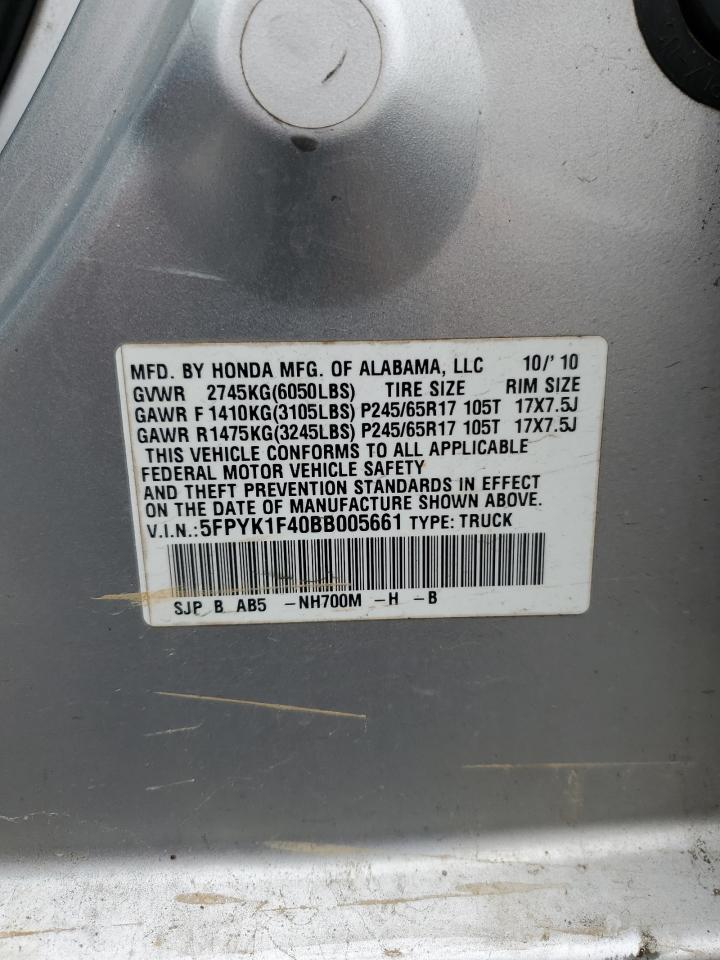 MFD. BY HONDA MFG. OF ALABAMA, LLC 10/'10
GVWR 2745KG(6050LBS) TIRE SIZE RIM SIZE
GAWR F 1410KG(3105LBS) P245/65R17 105T 17X7.5J
GAWR R1475KG(3245LBS) P245/65R17 105T 17X7.5J
THIS VEHICLE CONFORMS TO ALL APPLICABLE
FEDERAL MOTOR VEHICLE SAFETY
AND THEFT PREVENTION STANDARDS IN EFFECT
ON THE DATE OF MANUFACTURE SHOWN ABOVE.
V.I.N.:5FPYK1F40BB005661 TYPE: TRUCK
SJP B AB5 -NH700M -H -B